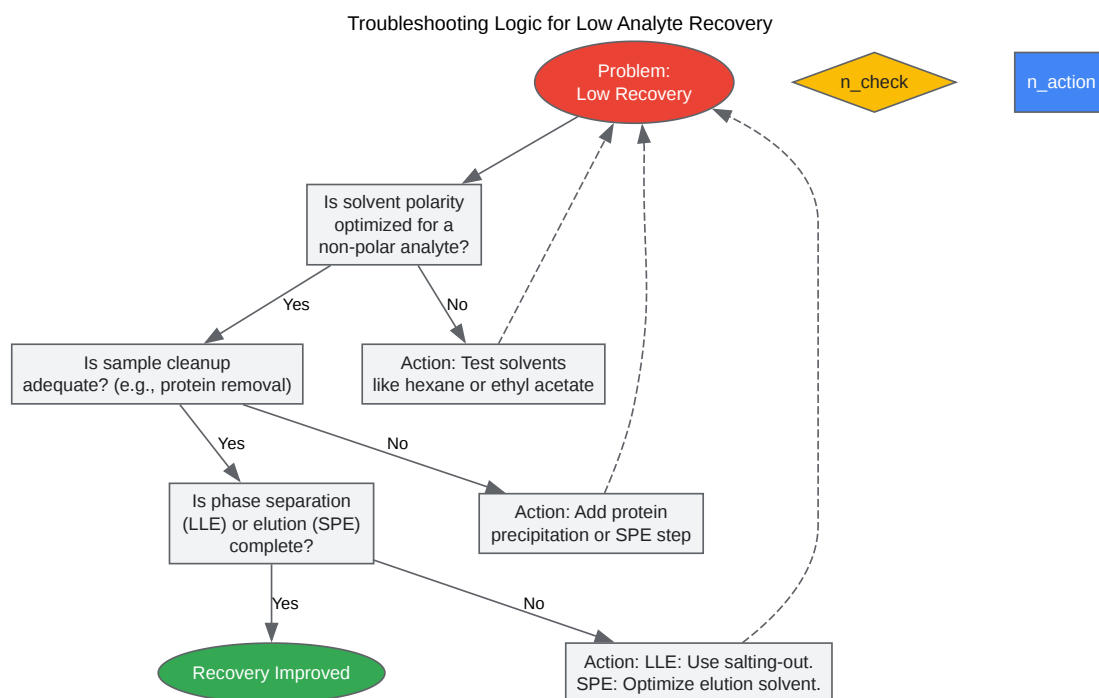 Troubleshooting Logic for Low Analyte Recovery
Problem:
Low Recovery
n_check
n_action
Is solvent polarity
optimized for a
non-polar analyte?
Yes
No
Is sample cleanup
adequate? (e.g., protein removal)
Action: Test solvents
like hexane or ethyl acetate
Yes
No
Is phase separation
(LLE) or elution (SPE)
complete?
Action: Add protein
precipitation or SPE step
Yes
No
Recovery Improved
Action: LLE: Use salting-out.
SPE: Optimize elution solvent.